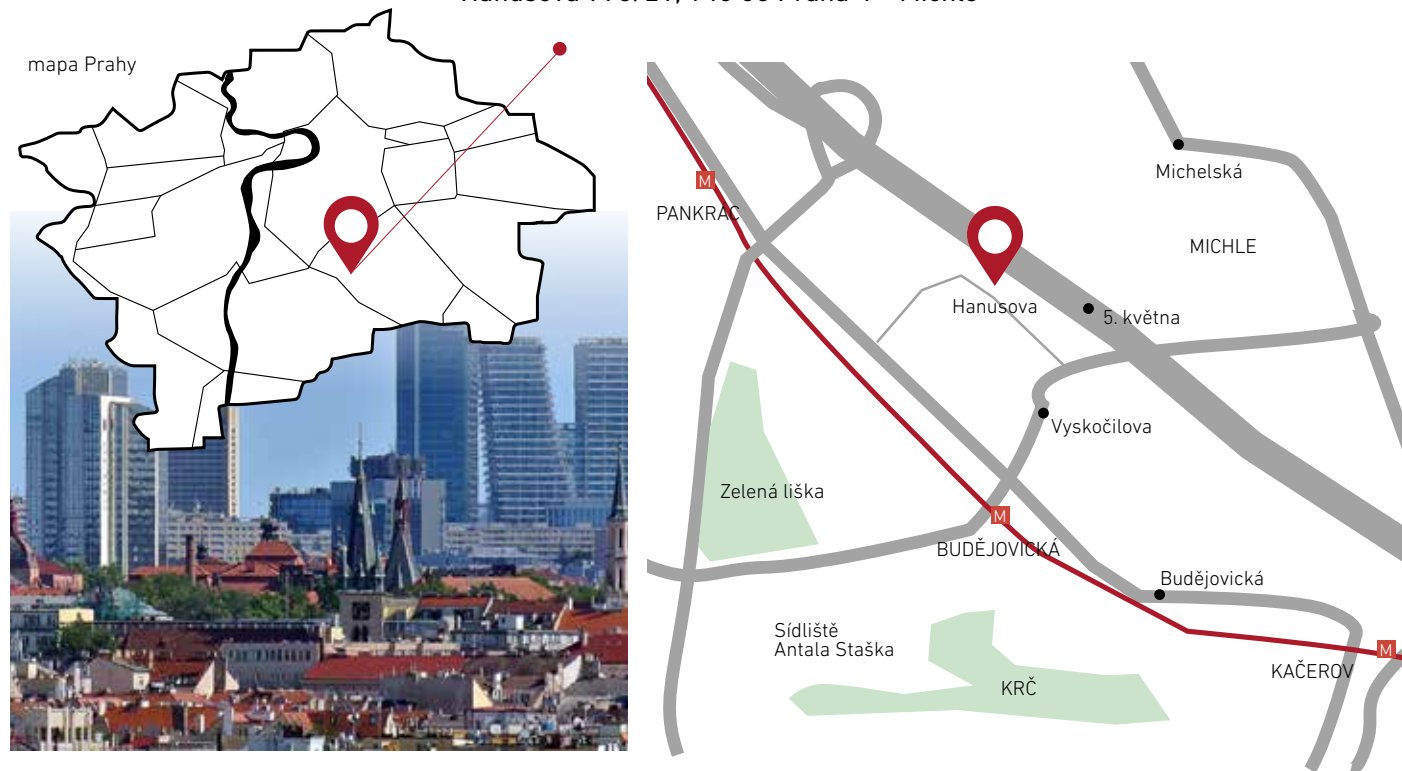 mapa Prahy
M
PANKRÁC
Michelská
MICHLE
Hanusova
5. května
Vyskočilova
Zelená liška
M
BUDĚJOVICKÁ
Budějovická
Sídliště
Antala Staška
KRČ
M
KAČEROV